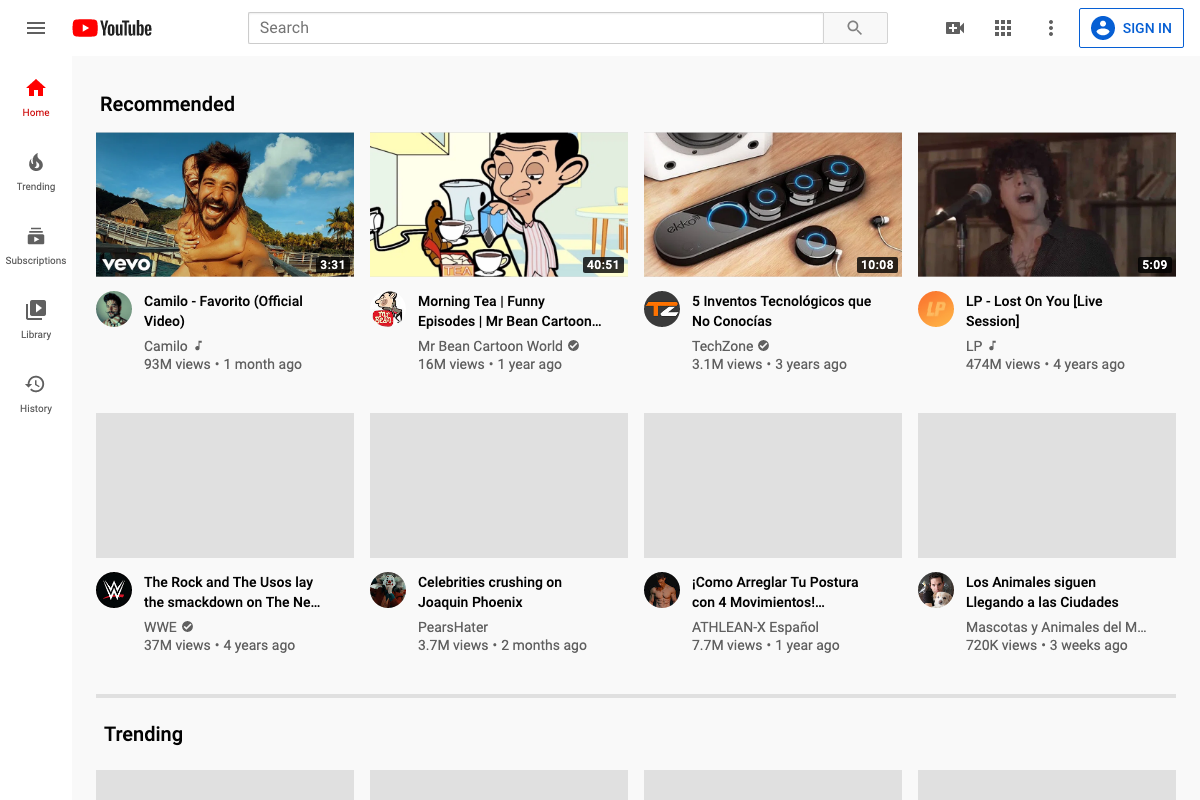 YouTube
Search
SIGN IN
Home
Trending
Subscriptions
Library
History
Recommended
vevo
3:31
TEA
40:51
ekko
10:08
5:09
Camilo - Favorito (Official
Video)
Camilo
93M views • 1 month ago
Mr Bean
Morning Tea | Funny
Episodes | Mr Bean Cartoon...
Mr Bean Cartoon World
16M views • 1 year ago
TZ
5 Inventos Tecnológicos que
No Conocías
TechZone
3.1M views • 3 years ago
LP
LP - Lost On You [Live
Session]
LP
474M views • 4 years ago
The Rock and The Usos lay
the smackdown on The Ne...
WWE
37M views • 4 years ago
Celebrities crushing on
Joaquin Phoenix
PearsHater
3.7M views • 2 months ago
¡Como Arreglar Tu Postura
con 4 Movimientos!...
ATHLEAN-X Español
7.7M views • 1 year ago
Los Animales siguen
Llegando a las Ciudades
Mascotas y Animales del M...
720K views • 3 weeks ago
Trending